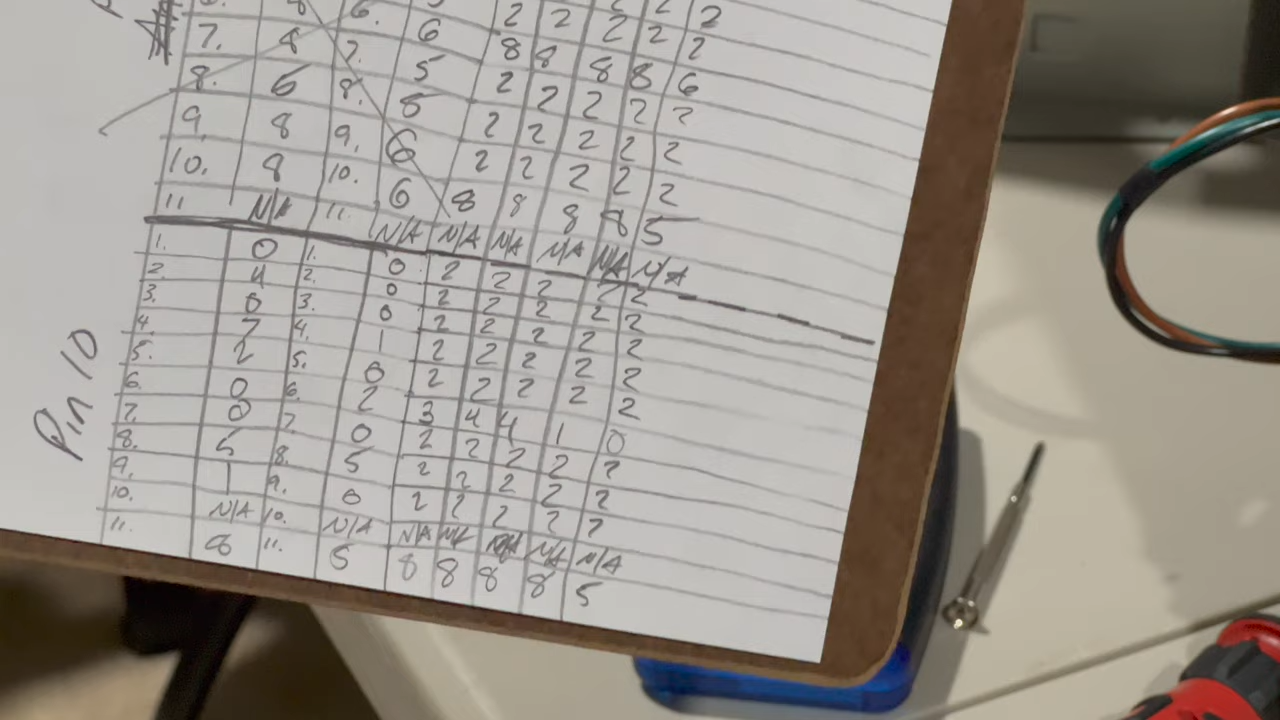 2 2 2 2 2
6. 6 8 8 8 8 6
7. 8 7. 5 2 2 2 2 2
8. 6 8. 2 2 2 2 2
9. 8 9. 6 2 2 2 2 2
10. 8 10. 6 8 8 8 8 5
11 N/A 11. N/A N/A N/A N/A N/A N/A
Pin 10
1. 0 1. 0 2 2 2 2 2
2. 4 2. 0 2 2 2 2 2
3. 0 3. 0 2 2 2 2 2
4. 7 4. 1 2 2 2 2 2
5. 2 5. 0 2 2 2 2 2
6. 0 6. 2 3 4 4 1 0
7. 0 7. 0 2 2 2 2 2
8. 5 8. 5 2 2 2 2 2
9. 1 9. 0 2 2 2 2 2
10. N/A 10. N/A N/A N/A N/A N/A N/A
11. 8 11. 5 8 8 8 8 5